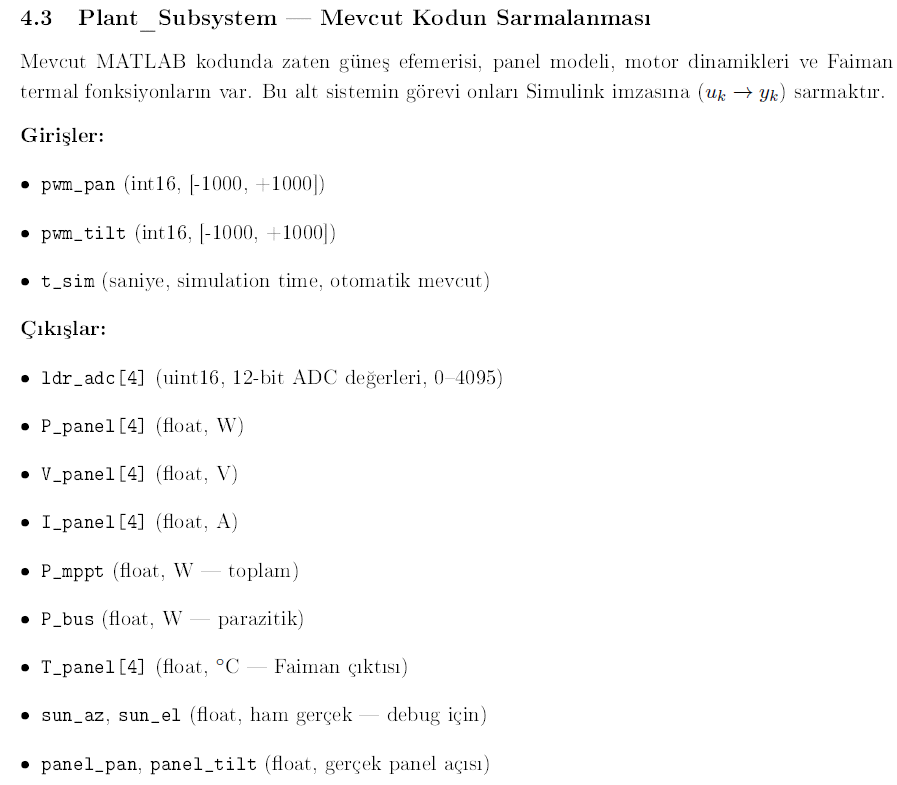 4.3 Plant_Subsystem — Mevcut Kodun Sarmalanması
Mevcut MATLAB kodunda zaten güneş efemerisi, panel modeli, motor dinamikleri ve Faiman
termal fonksiyonların var. Bu alt sistemin görevi onları Simulink imzasına (u_k → y_k) sarmaktır.
Girişler:
• pwm_pan (int16, [-1000, +1000])
• pwm_tilt (int16, [-1000, +1000])
• t_sim (saniye, simulation time, otomatik mevcut)
Çıkışlar:
• ldr_adc[4] (uint16, 12-bit ADC değerleri, 0–4095)
• P_panel[4] (float, W)
• V_panel[4] (float, V)
• I_panel[4] (float, A)
• P_mppt (float, W — toplam)
• P_bus (float, W — parazitik)
• T_panel[4] (float, °C — Faiman çıktısı)
• sun_az, sun_el (float, ham gerçek — debug için)
• panel_pan, panel_tilt (float, gerçek panel açısı)